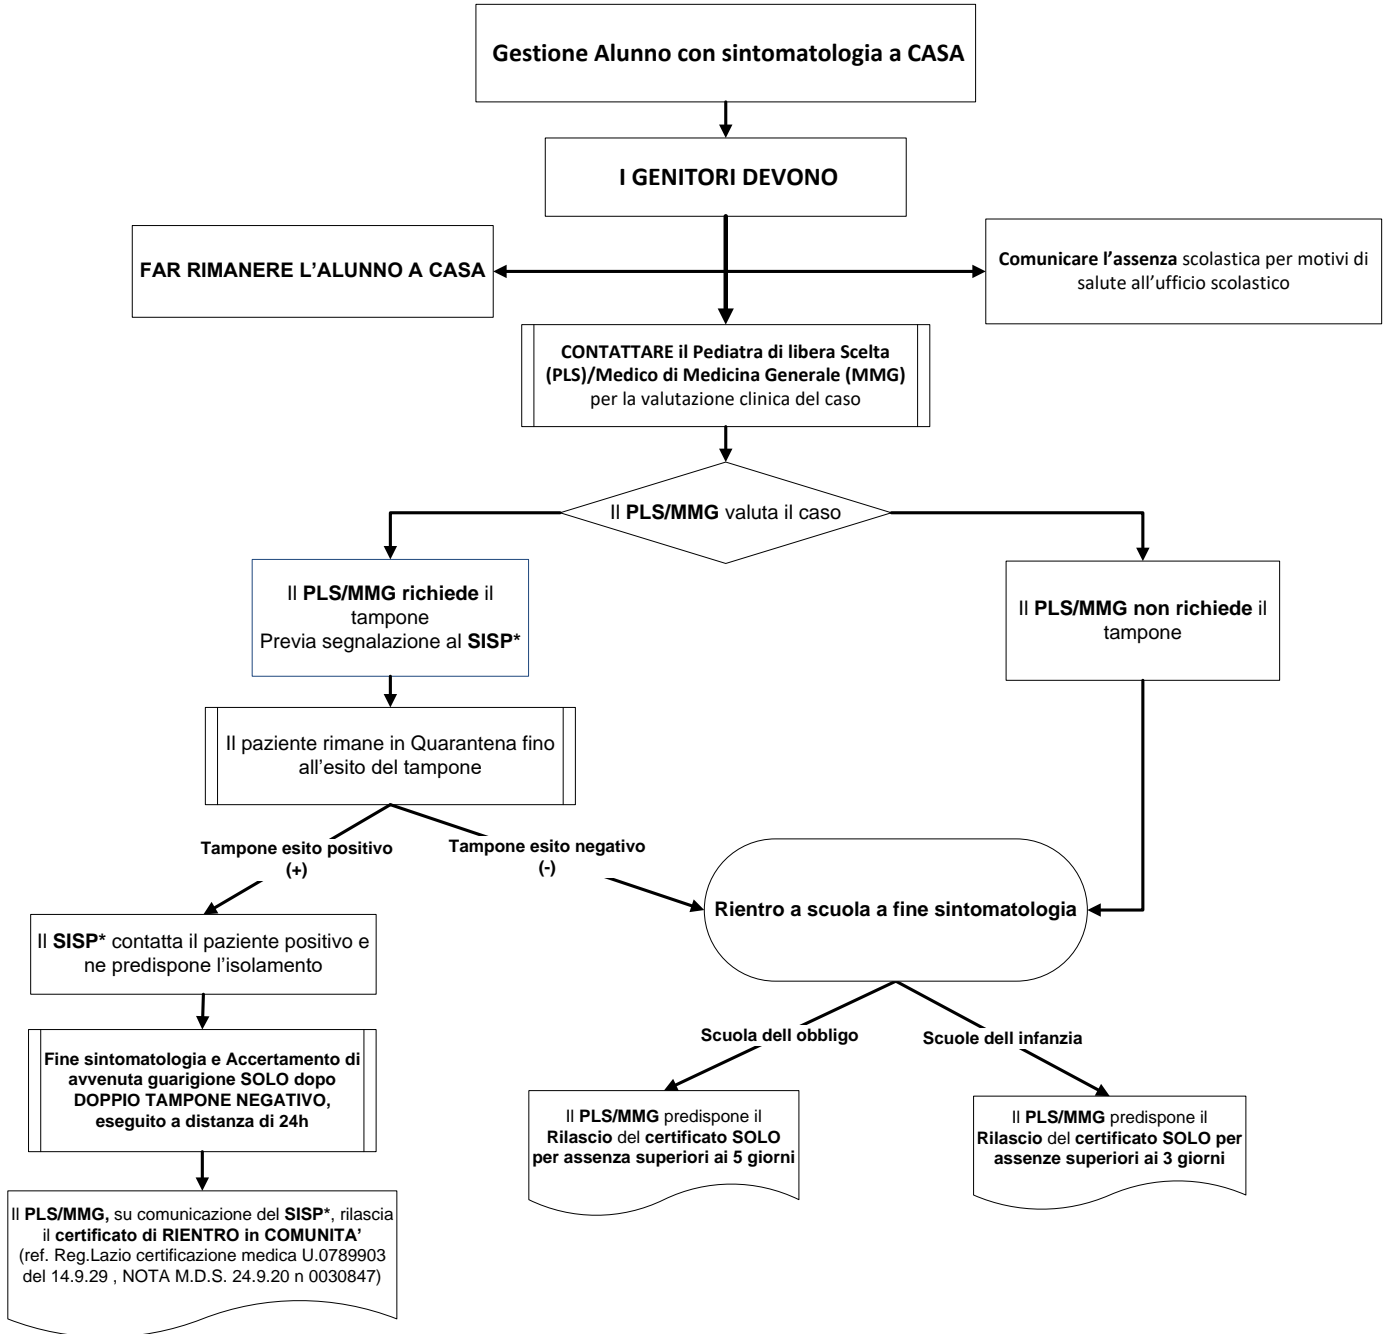 Gestione Alunno con sintomatologia a CASA
I GENITORI DEVONO
FAR RIMANERE L'ALUNNO A CASA
Comunicare l'assenza scolastica per motivi di
salute all'ufficio scolastico
CONTATTARE il Pediatra di libera Scelta
(PLS)/Medico di Medicina Generale (MMG)
per la valutazione clinica del caso
Il PLS/MMG valuta il caso
Il PLS/MMG richiede il
tampone
Previa segnalazione al SISP*
Il PLS/MMG non richiede il
tampone
Il paziente rimane in Quarantena fino
all'esito del tampone
Tampone esito positivo
(+)
Tampone esito negativo
(-)
Rientro a scuola a fine sintomatologia
Il SISP* contatta il paziente positivo e
ne predispone l'isolamento
Scuola dell obbligo
Scuole dell infanzia
Fine sintomatologia e Accertamento di
avvenuta guarigione SOLO dopo
DOPPIO TAMPONE NEGATIVO,
eseguito a distanza di 24h
Il PLS/MMG predispone il
Rilascio del certificato SOLO
per assenza superiori ai 5 giorni
Il PLS/MMG predispone il
Rilascio del certificato SOLO per
assenze superiori ai 3 giorni
Il PLS/MMG, su comunicazione del SISP*, rilascia
il certificato di RIENTRO in COMUNITA'
(ref. Reg.Lazio certificazione medica U.0789903
del 14.9.29 , NOTA M.D.S. 24.9.20 n 0030847)